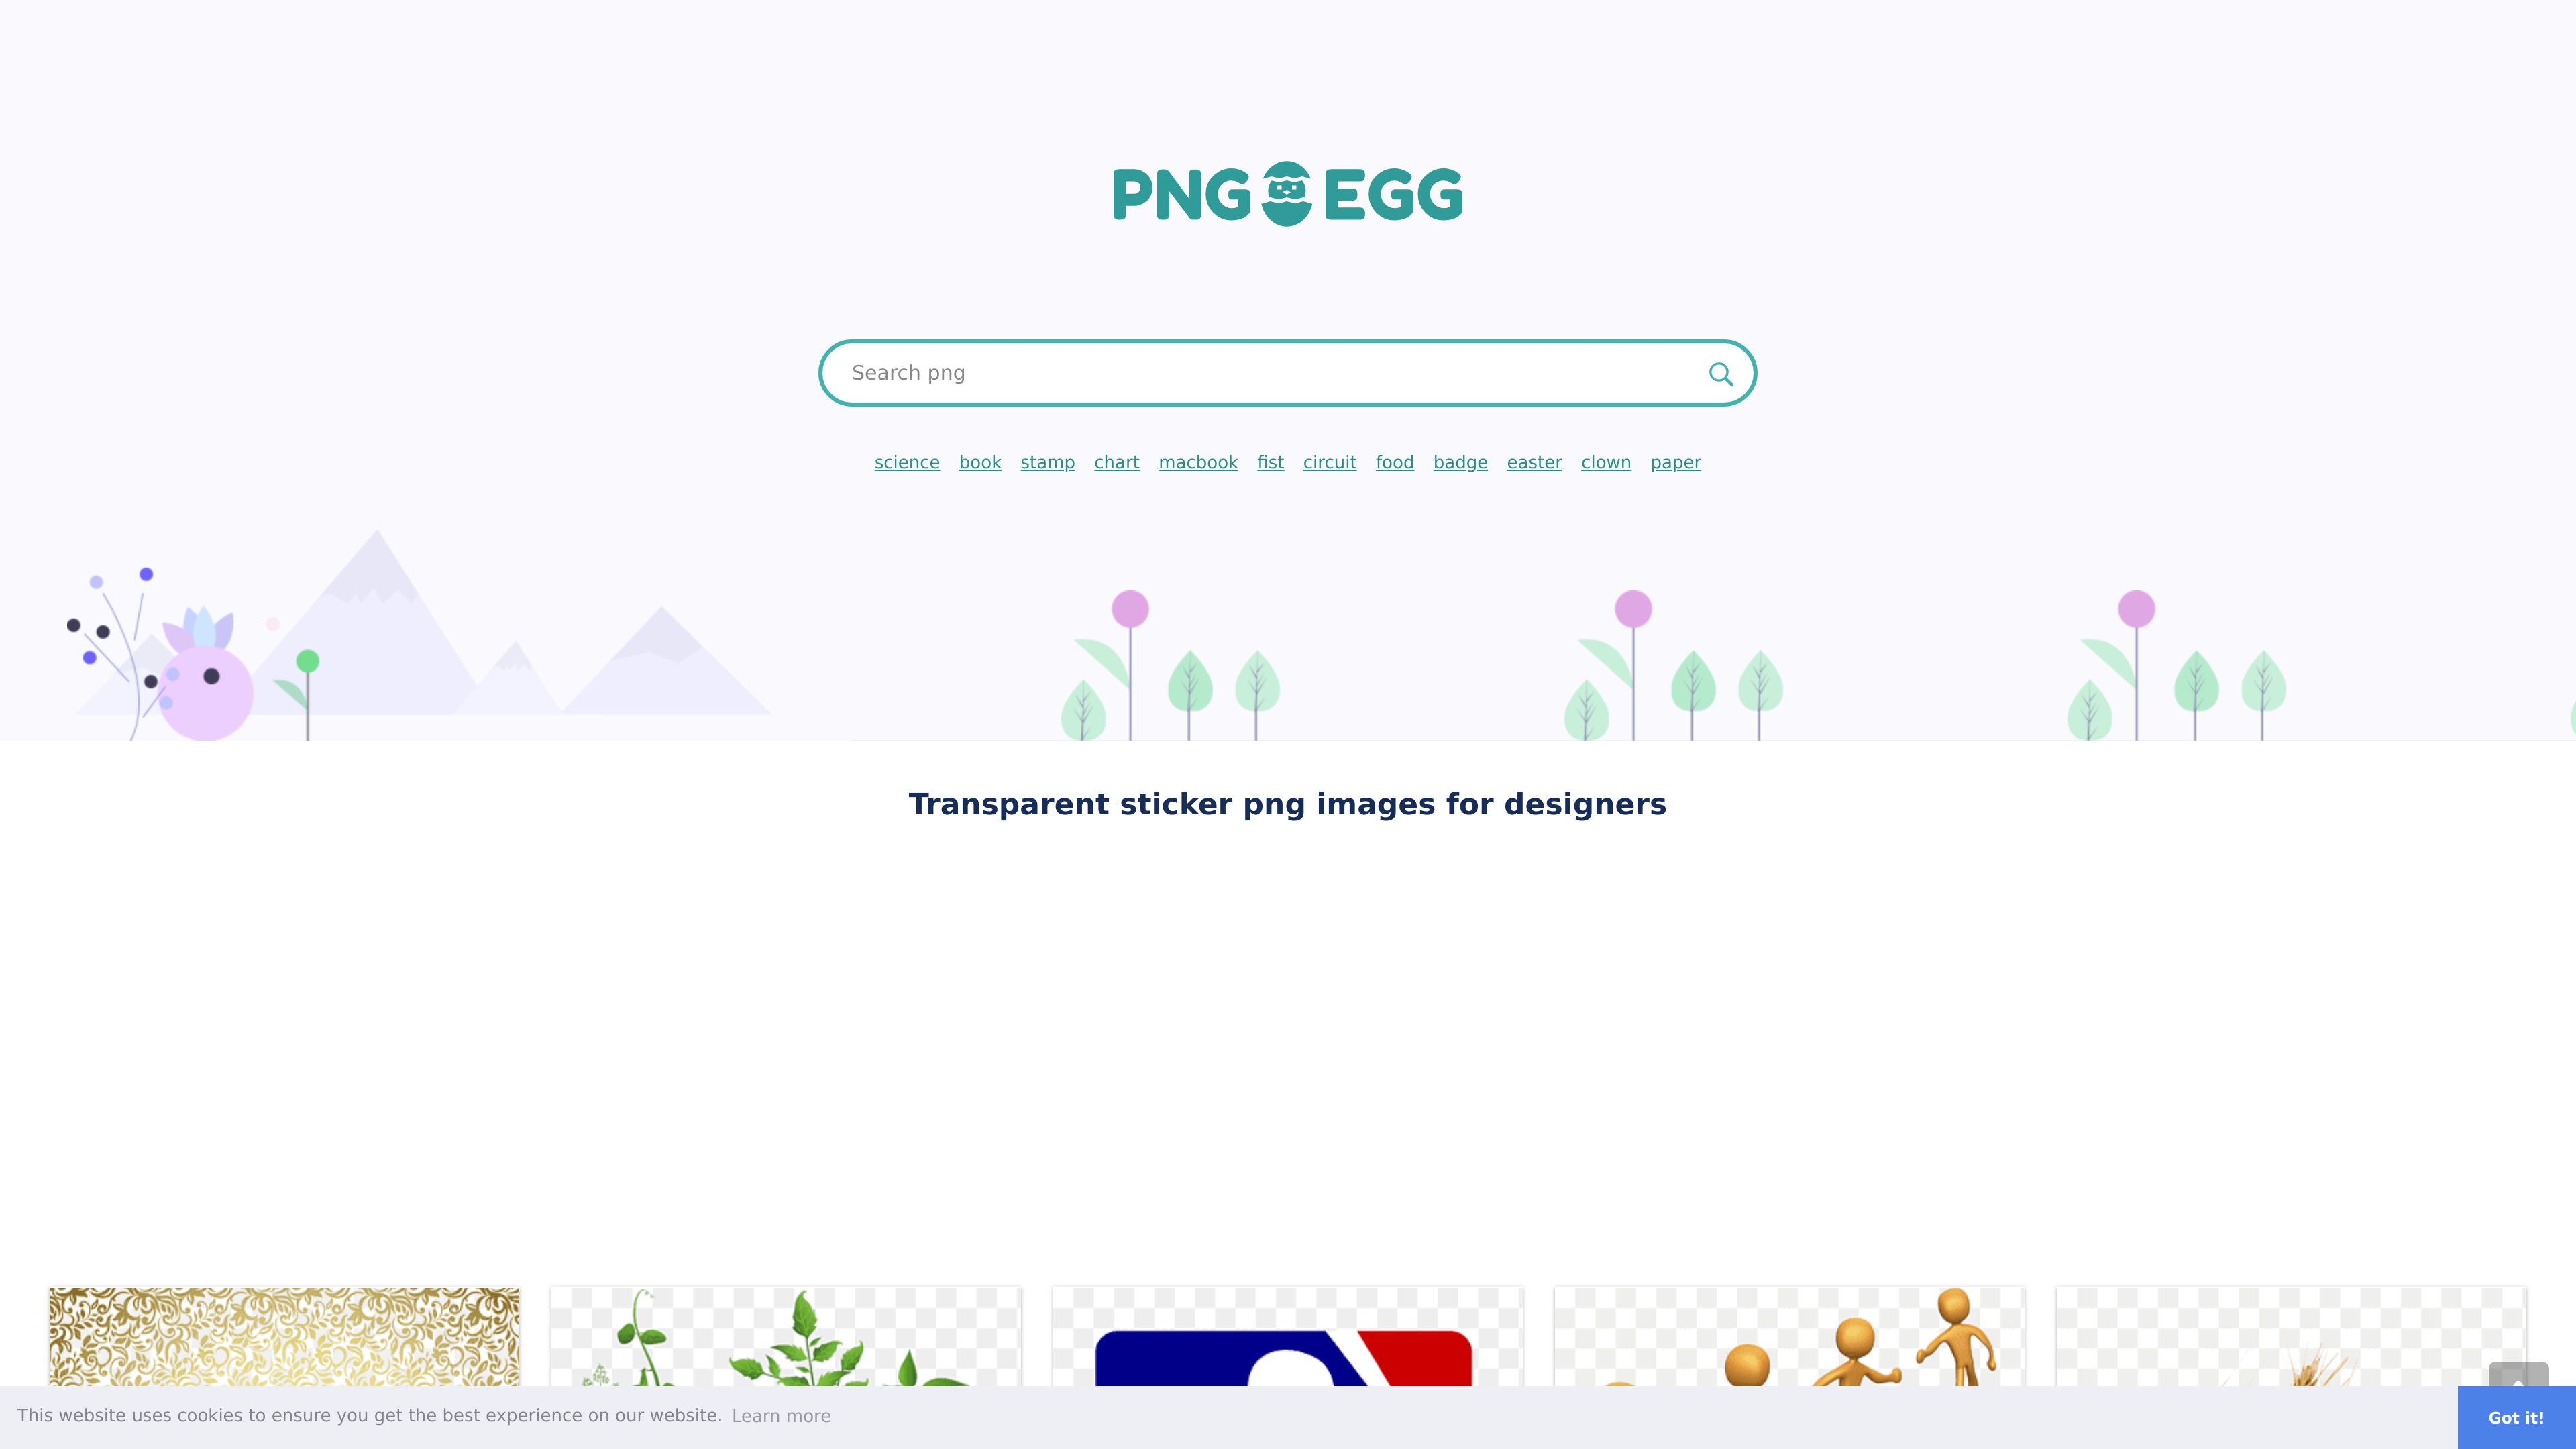 PNG EGG
Search png
science book stamp chart macbook fist circuit food badge easter clown paper
Transparent sticker png images for designers
This website uses cookies to ensure you get the best experience on our website. Learn more
Got it!